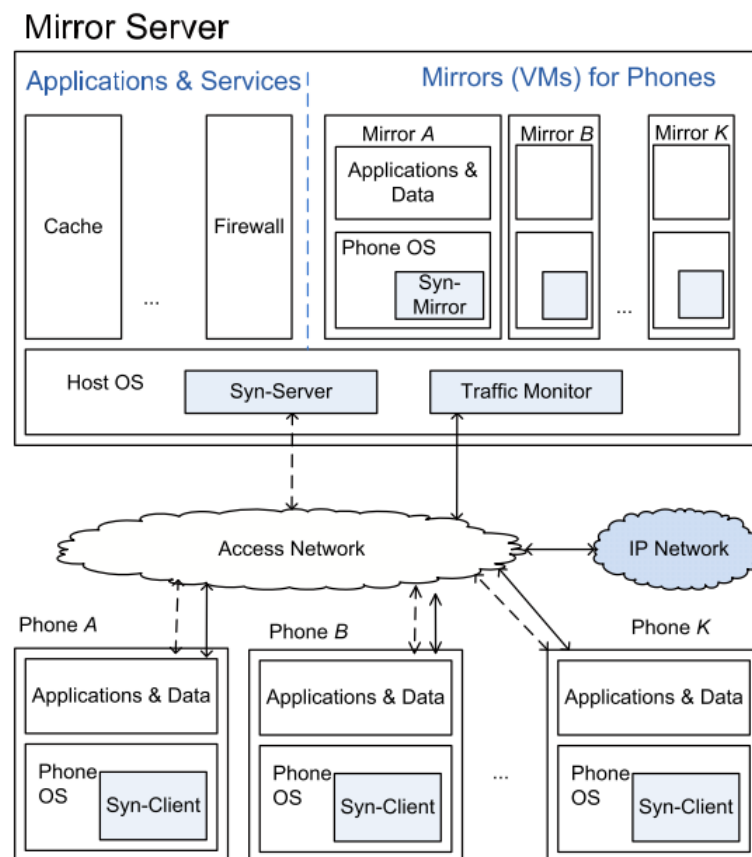 Mirror Server
Applications & Services
Mirrors (VMs) for Phones
Cache
...
Firewall
Mirror A
Applications &
Data
Phone OS
Syn-
Mirror
Mirror B
...
Mirror K
Host OS
Syn-Server
Traffic Monitor
Access Network
IP Network
Phone A
Applications & Data
Phone
OS
Syn-Client
Phone B
Applications & Data
Phone
OS
Syn-Client
...
Phone K
Applications & Data
Phone
OS
Syn-Client